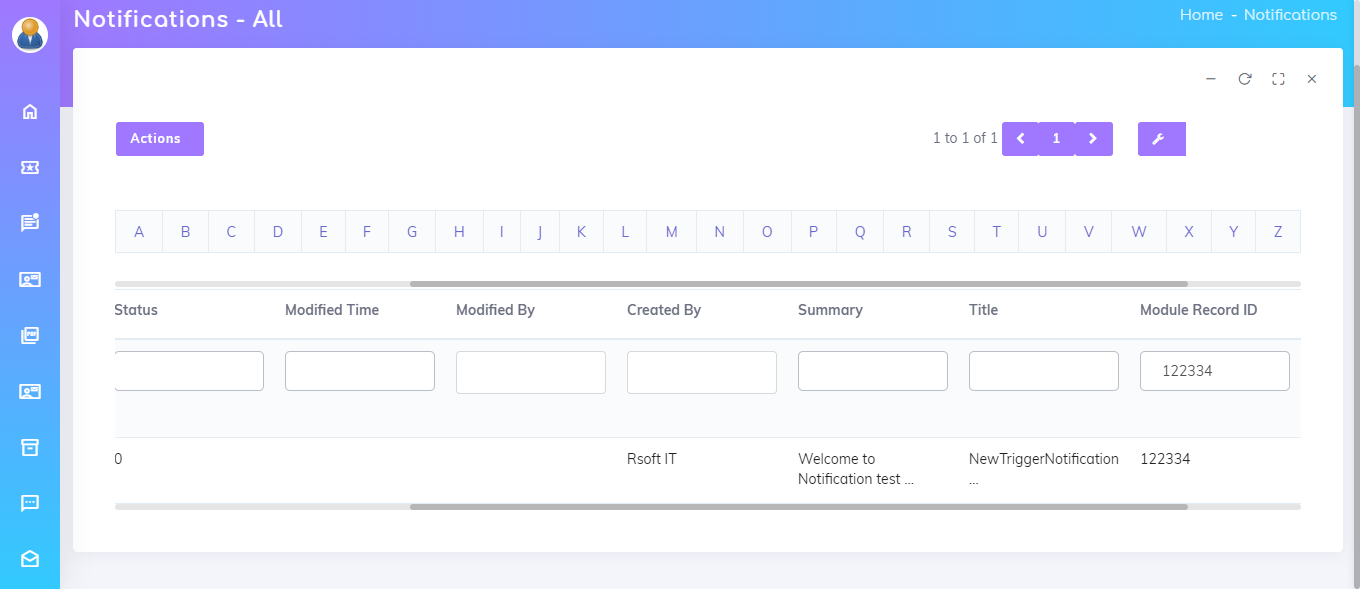 Notifications - All
Home - Notifications
Actions
1 to 1 of 1
1
A B C D E F G H I J K L M N O P Q R S T U V W X Y Z
Status Modified Time Modified By Created By Summary Title Module Record ID
122334
0 Rsoft IT Welcome to NewTriggerNotification 122334
Notification test ... ...